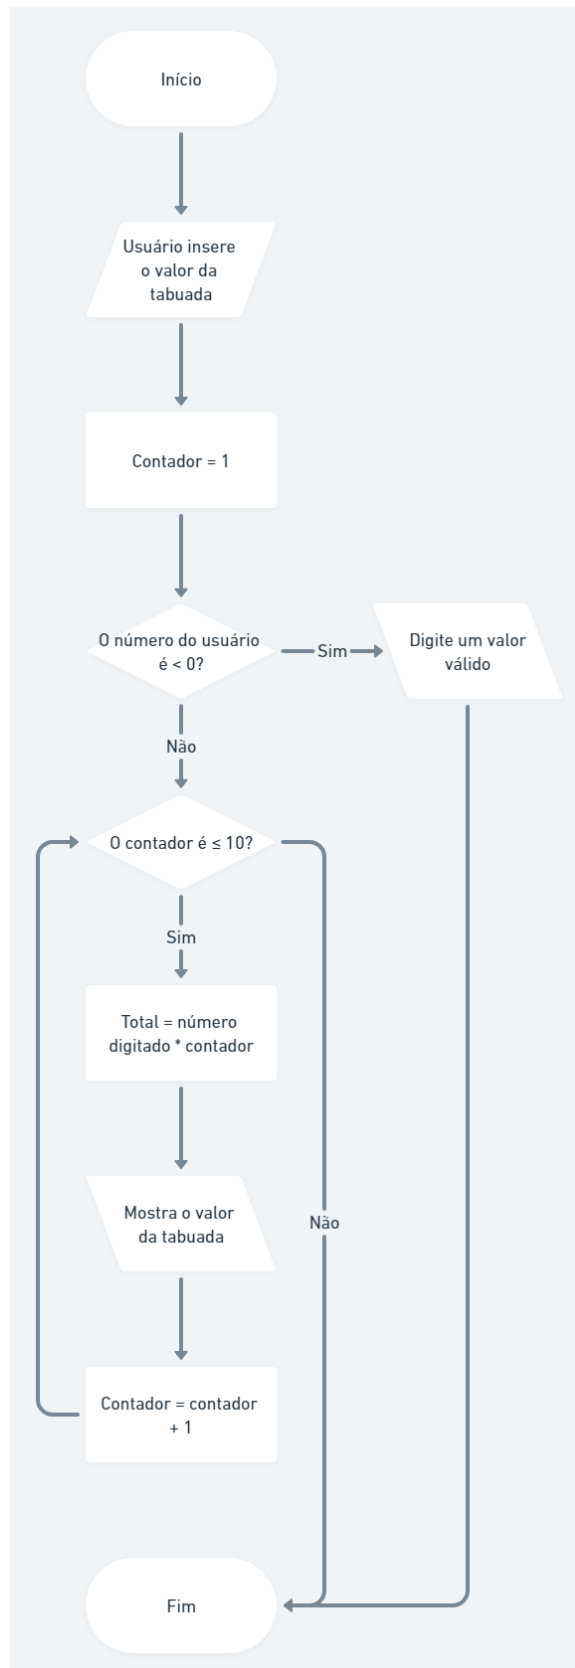 Início
Usuário insere
o valor da
tabuada
Contador = 1
O número do usuário
é < 0?
Sim
Digite um valor
válido
Não
O contador é ≤ 10?
Sim
Total = número
digitado * contador
Mostra o valor
da tabuada
Não
Contador = contador
+ 1
Fim